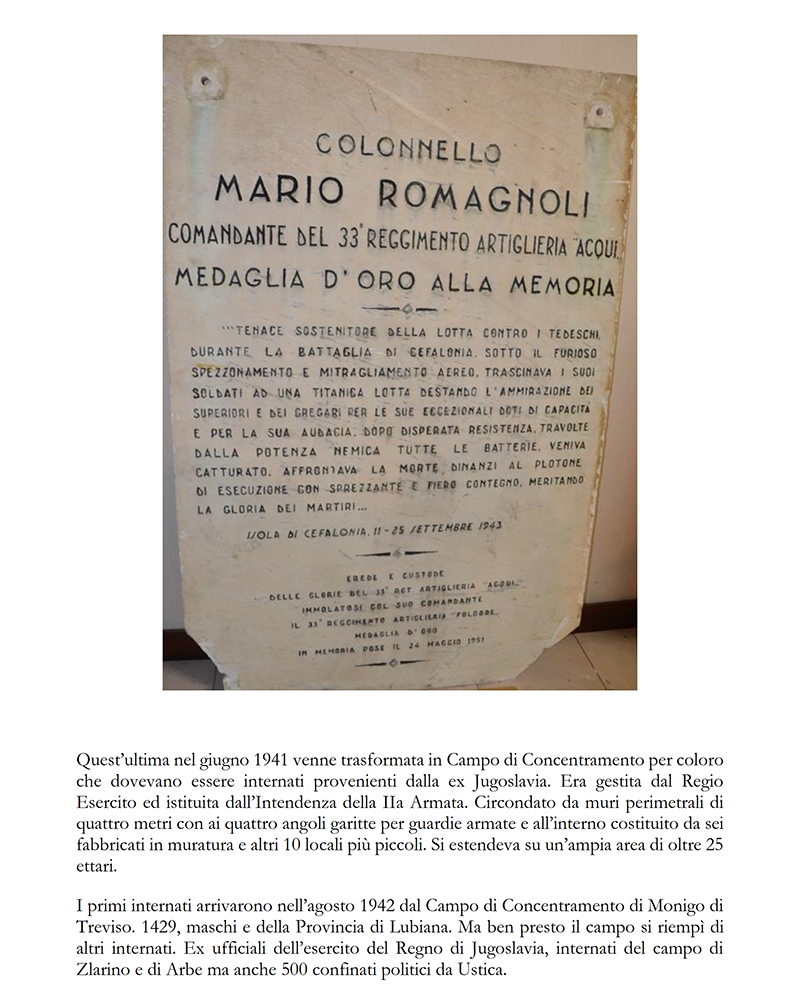 COLONNELLO
MARIO ROMAGNOLI
COMANDANTE DEL 33° REGGIMENTO ARTIGLIERIA "ACQUI„
MEDAGLIA D'ORO ALLA MEMORIA
"'TENACE SOSTENITORE DELLA LOTTA CONTRO I TEDESCHI,
DURANTE LA BATTAGLIA DI CEFALONIA, SOTTO IL FURIOSO
SPEZZONAMENTO E MITRAGLIAMENTO AEREO, TRASCINAVA I SUOI
SOLDATI AD UNA TITANICA LOTTA DESTANDO L'AMMIRAZIONE DEI
SUPERIORI E DEI GREGARI PER LE SUE ECCEZIONALI DOTI DI CAPACITÀ
E PER LA SUA AUDACIA. DOPO DISPERATA RESISTENZA, TRAVOLTE
DALLA POTENZA NEMICA TUTTE LE BATTERIE, VENIVA
CATTURATO. AFFRONTAVA LA MORTE, DINANZI AL PLOTONE
DI ESECUZIONE CON SPREZZANTE E FIERO CONTEGNO, MERITANDO
LA GLORIA DEI MARTIRI...
ISOLA DI CEFALONIA, 11-25 SETTEMBRE 1943
EREDE E CUSTODE
DELLE GLORIE DEL 33° RGT ARTIGLIERIA "ACQUI„
IMMOLATOSI COL SUO COMANDANTE
IL 33° REGGIMENTO ARTIGLIERIA "FOLGORE„
MEDAGLIA D'ORO
IN MEMORIA POSE IL 24 MAGGIO 1951
Quest'ultima nel giugno 1941 venne trasformata in Campo di Concentramento per coloro
che dovevano essere internati provenienti dalla ex Jugoslavia. Era gestita dal Regio
Esercito ed istituita dall'Intendenza della IIa Armata. Circondato da muri perimetrali di
quattro metri con ai quattro angoli garitte per guardie armate e all'interno costituito da sei
fabbricati in muratura e altri 10 locali più piccoli. Si estendeva su un'ampia area di oltre 25
ettari.
I primi internati arrivarono nell'agosto 1942 dal Campo di Concentramento di Monigo di
Treviso. 1429, maschi e della Provincia di Lubiana. Ma ben presto il campo si riempì di
altri internati. Ex ufficiali dell'esercito del Regno di Jugoslavia, internati del campo di
Zlarino e di Arbe ma anche 500 confinati politici da Ustica.